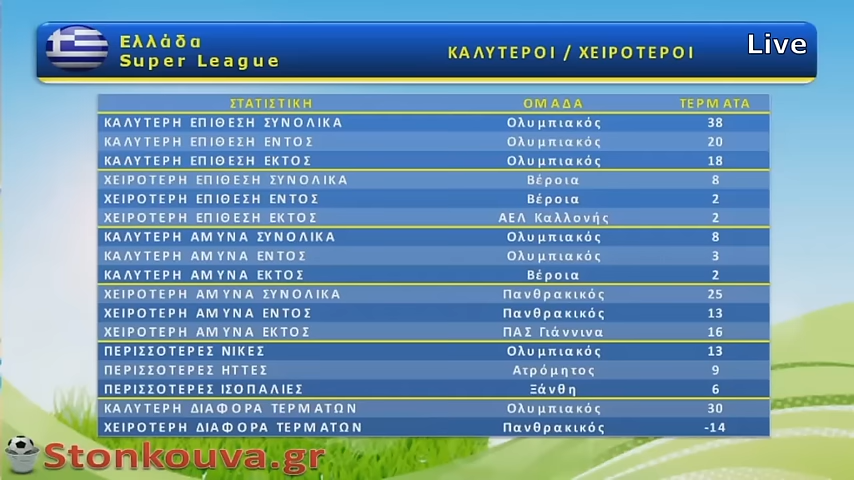 Ελλάδα
Super League
ΚΑΛΥΤΕΡΟΙ / ΧΕΙΡΟΤΕΡΟΙ
Live
ΣΤΑΤΙΣΤΙΚΗ ΟΜΑΔΑ ΤΕΡΜΑΤΑ
ΚΑΛΥΤΕΡΗ ΕΠΙΘΕΣΗ ΣΥΝΟΛΙΚΑ Ολυμπιακός 38
ΚΑΛΥΤΕΡΗ ΕΠΙΘΕΣΗ ΕΝΤΟΣ Ολυμπιακός 20
ΚΑΛΥΤΕΡΗ ΕΠΙΘΕΣΗ ΕΚΤΟΣ Ολυμπιακός 18
ΧΕΙΡΟΤΕΡΗ ΕΠΙΘΕΣΗ ΣΥΝΟΛΙΚΑ Βέροια 8
ΧΕΙΡΟΤΕΡΗ ΕΠΙΘΕΣΗ ΕΝΤΟΣ Βέροια 2
ΧΕΙΡΟΤΕΡΗ ΕΠΙΘΕΣΗ ΕΚΤΟΣ ΑΕΛ Καλλονής 2
ΚΑΛΥΤΕΡΗ ΑΜΥΝΑ ΣΥΝΟΛΙΚΑ Ολυμπιακός 8
ΚΑΛΥΤΕΡΗ ΑΜΥΝΑ ΕΝΤΟΣ Ολυμπιακός 3
ΚΑΛΥΤΕΡΗ ΑΜΥΝΑ ΕΚΤΟΣ Βέροια 2
ΧΕΙΡΟΤΕΡΗ ΑΜΥΝΑ ΣΥΝΟΛΙΚΑ Πανθρακικός 25
ΧΕΙΡΟΤΕΡΗ ΑΜΥΝΑ ΕΝΤΟΣ Πανθρακικός 13
ΧΕΙΡΟΤΕΡΗ ΑΜΥΝΑ ΕΚΤΟΣ ΠΑΣ Γιάννινα 16
ΠΕΡΙΣΣΟΤΕΡΕΣ ΝΙΚΕΣ Ολυμπιακός 13
ΠΕΡΙΣΣΟΤΕΡΕΣ ΗΤΤΕΣ Ατρόμητος 9
ΠΕΡΙΣΣΟΤΕΡΕΣ ΙΣΟΠΑΛΙΕΣ Ξάνθη 6
ΚΑΛΥΤΕΡΗ ΔΙΑΦΟΡΑ ΤΕΡΜΑΤΩΝ Ολυμπιακός 30
ΧΕΙΡΟΤΕΡΗ ΔΙΑΦΟΡΑ ΤΕΡΜΑΤΩΝ Πανθρακικός -14
Stonkouva.gr